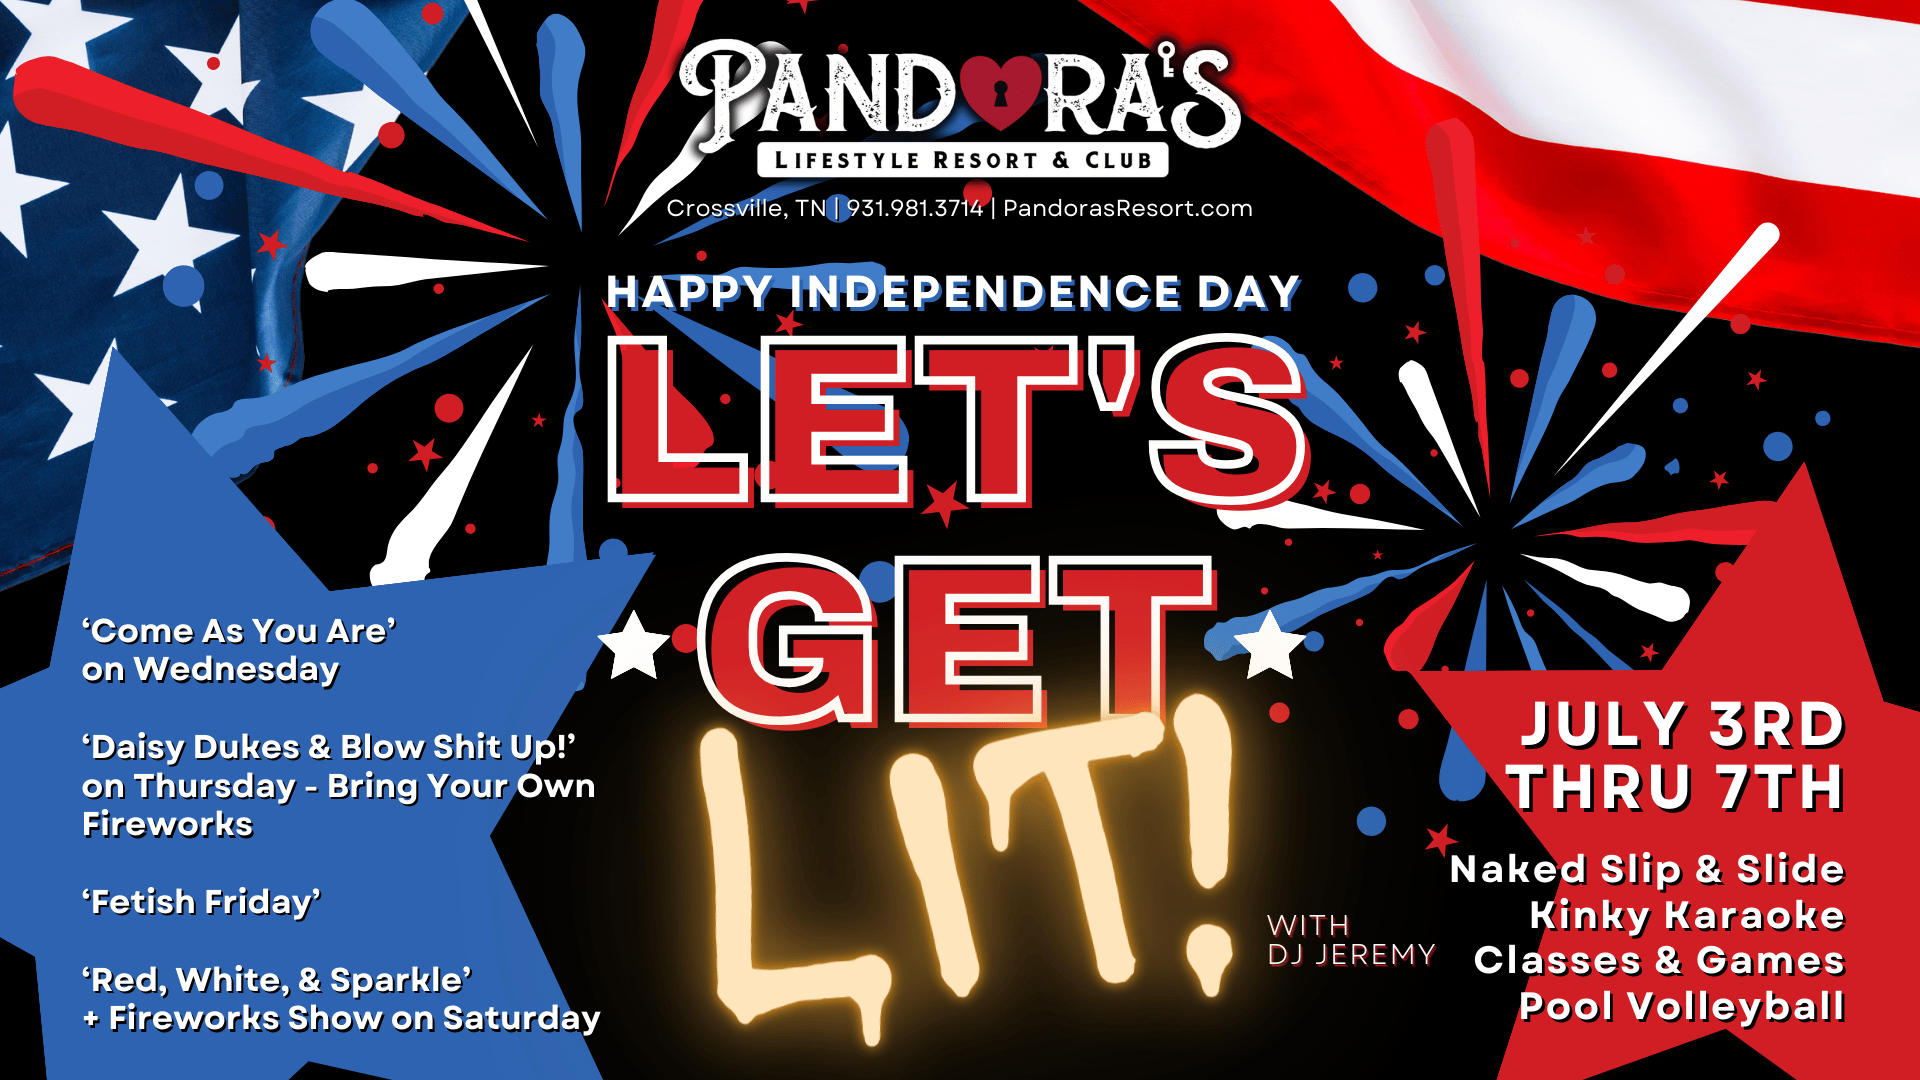 PANDORA'S
LIFESTYLE RESORT & CLUB
Crossville, TN | 931.981.3714 | PandorasResort.com
HAPPY INDEPENDENCE DAY
LET'S
GET
LIT!
WITH
DJ JEREMY
‘Come As You Are’
on Wednesday
‘Daisy Dukes & Blow Shit Up!’
on Thursday - Bring Your Own
Fireworks
‘Fetish Friday’
‘Red, White, & Sparkle’
+ Fireworks Show on Saturday
JULY 3RD
THRU 7TH
Naked Slip & Slide
Kinky Karaoke
Classes & Games
Pool Volleyball